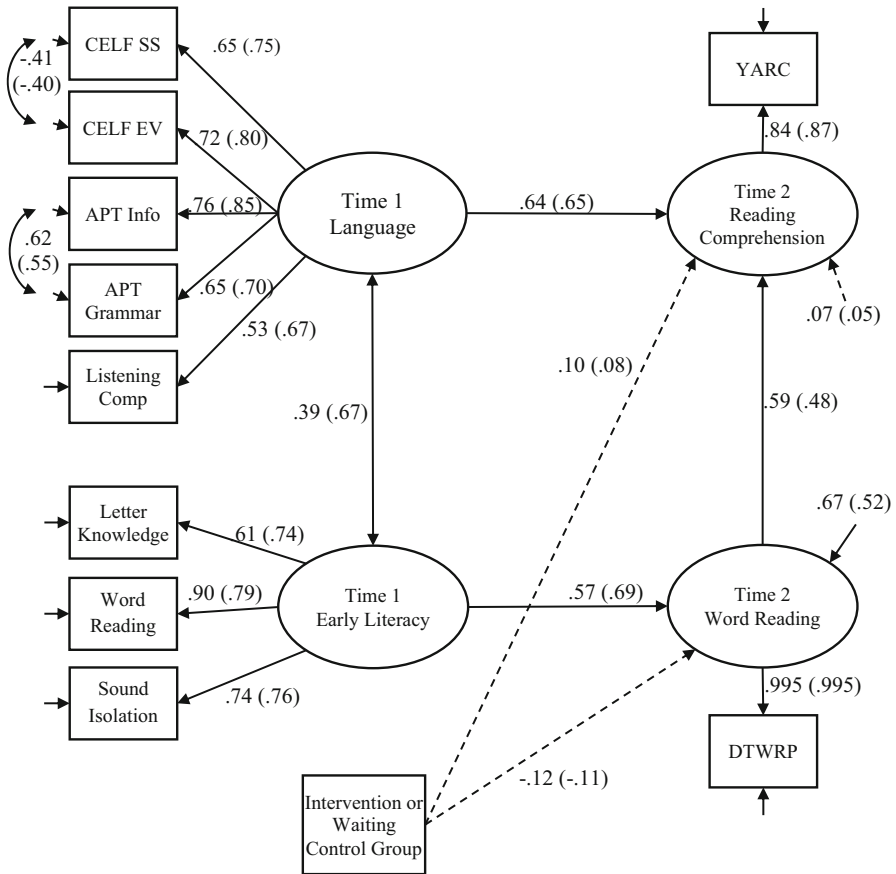 CELF SS
-.41
(-.40)
CELF EV
APT Info
.62
(.55)
APT
Grammar
Listening
Comp
.65 (.75)
.72 (.80)
.76 (.85)
.65 (.70)
.53 (.67)
Time 1
Language
.64 (.65)
YARC
.84 (.87)
Time 2
Reading
Comprehension
.07 (.05)
.10 (.08)
.39 (.67)
.59 (.48)
Letter
Knowledge
Word
Reading
Sound
Isolation
.61 (.74)
.90 (.79)
.74 (.76)
Time 1
Early Literacy
.57 (.69)
.67 (.52)
Time 2
Word Reading
.995 (.995)
DTWRP
-.12 (-.11)
Intervention or
Waiting
Control Group